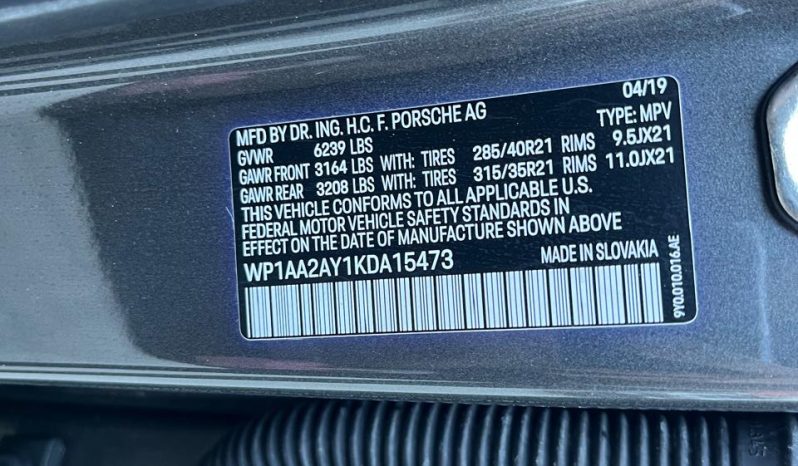 04/19
MFD BY DR. ING. H.C. F. PORSCHE AG TYPE: MPV
GVWR 6239 LBS
GAWR FRONT 3164 LBS WITH: TIRES 285/40R21 RIMS 9.5JX21
GAWR REAR 3208 LBS WITH: TIRES 315/35R21 RIMS 11.0JX21
THIS VEHICLE CONFORMS TO ALL APPLICABLE U.S.
FEDERAL MOTOR VEHICLE SAFETY STANDARDS IN
EFFECT ON THE DATE OF MANUFACTURE SHOWN ABOVE
WP1AA2AY1KDA15473 MADE IN SLOVAKIA
9Y0.010.016.AE